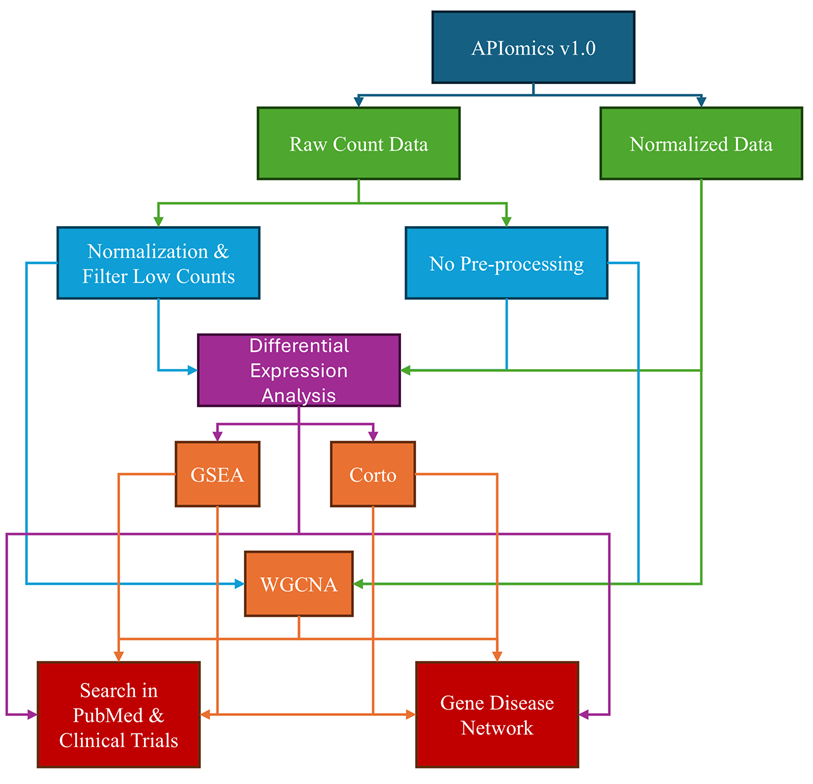 APIomics v1.0
Raw Count Data
Normalized Data
Normalization &
Filter Low Counts
No Pre-processing
Differential
Expression
Analysis
GSEA
Corto
WGCNA
Search in
PubMed &
Clinical Trials
Gene Disease
Network